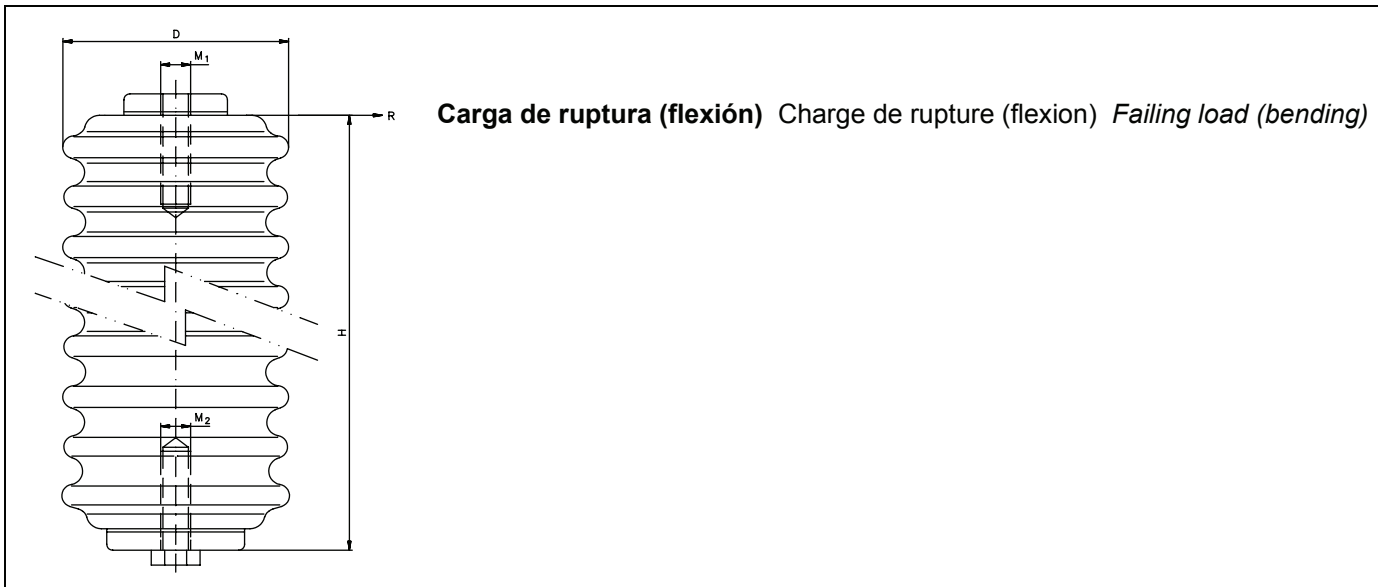 D
M1
R
Carga de ruptura (flexión) Charge de rupture (flexion) Failing load (bending)
H
M2